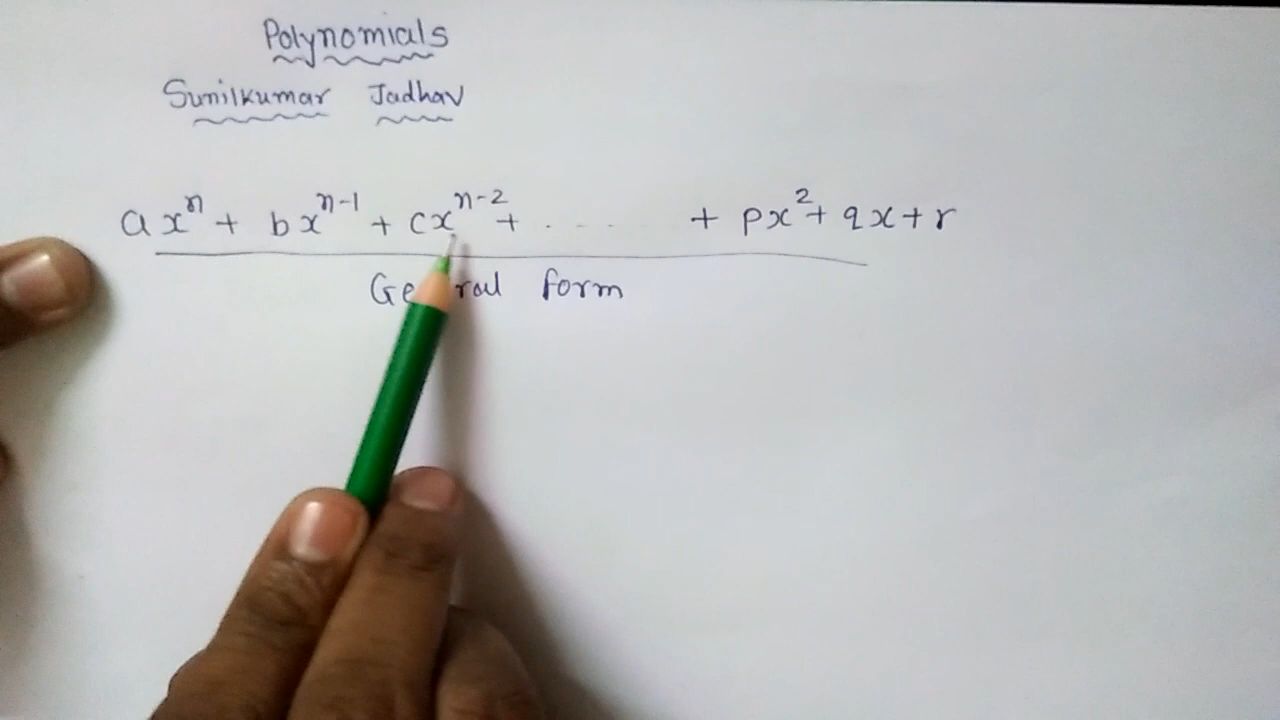 Polynomials
Sunilkumar Jadhav
ax^n + bx^{n-1} + cx^{n-2} + . - - . + px^2 + qx + r
General form